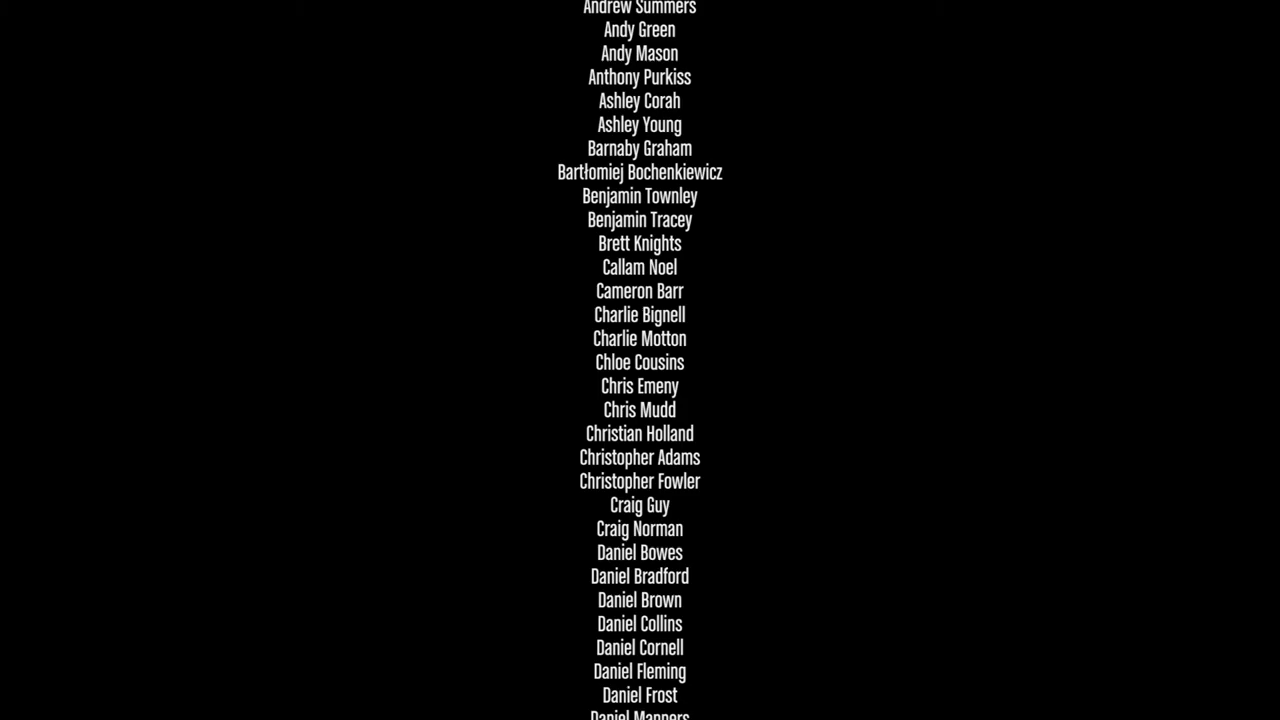 Andrew Summers
Andy Green
Andy Mason
Anthony Purkiss
Ashley Corah
Ashley Young
Barnaby Graham
Bartłomiej Bochenkiewicz
Benjamin Townley
Benjamin Tracey
Brett Knights
Callam Noel
Cameron Barr
Charlie Bignell
Charlie Motton
Chloe Cousins
Chris Emeny
Chris Mudd
Christian Holland
Christopher Adams
Christopher Fowler
Craig Guy
Craig Norman
Daniel Bowes
Daniel Bradford
Daniel Brown
Daniel Collins
Daniel Cornell
Daniel Fleming
Daniel Frost
Daniel Manners